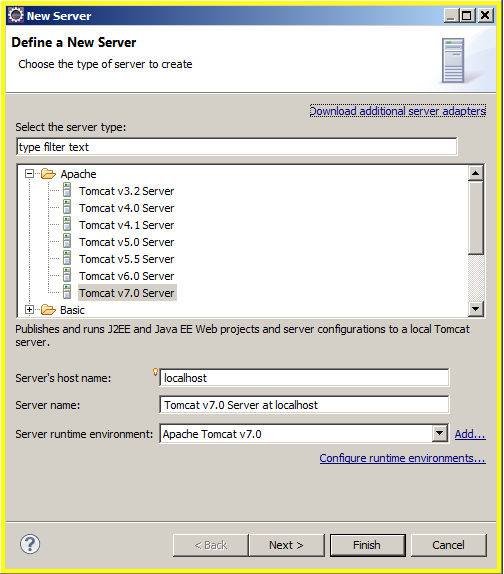 New Server
Define a New Server
Choose the type of server to create
Download additional server adapters
Select the server type:
type filter text
Apache
Tomcat v3.2 Server
Tomcat v4.0 Server
Tomcat v4.1 Server
Tomcat v5.0 Server
Tomcat v5.5 Server
Tomcat v6.0 Server
Tomcat v7.0 Server
Basic
Publishes and runs J2EE and Java EE Web projects and server configurations to a local Tomcat
server.
Server's host name: localhost
Server name: Tomcat v7.0 Server at localhost
Server runtime environment: Apache Tomcat v7.0 Add...
Configure runtime environments...
? < Back Next > Finish Cancel